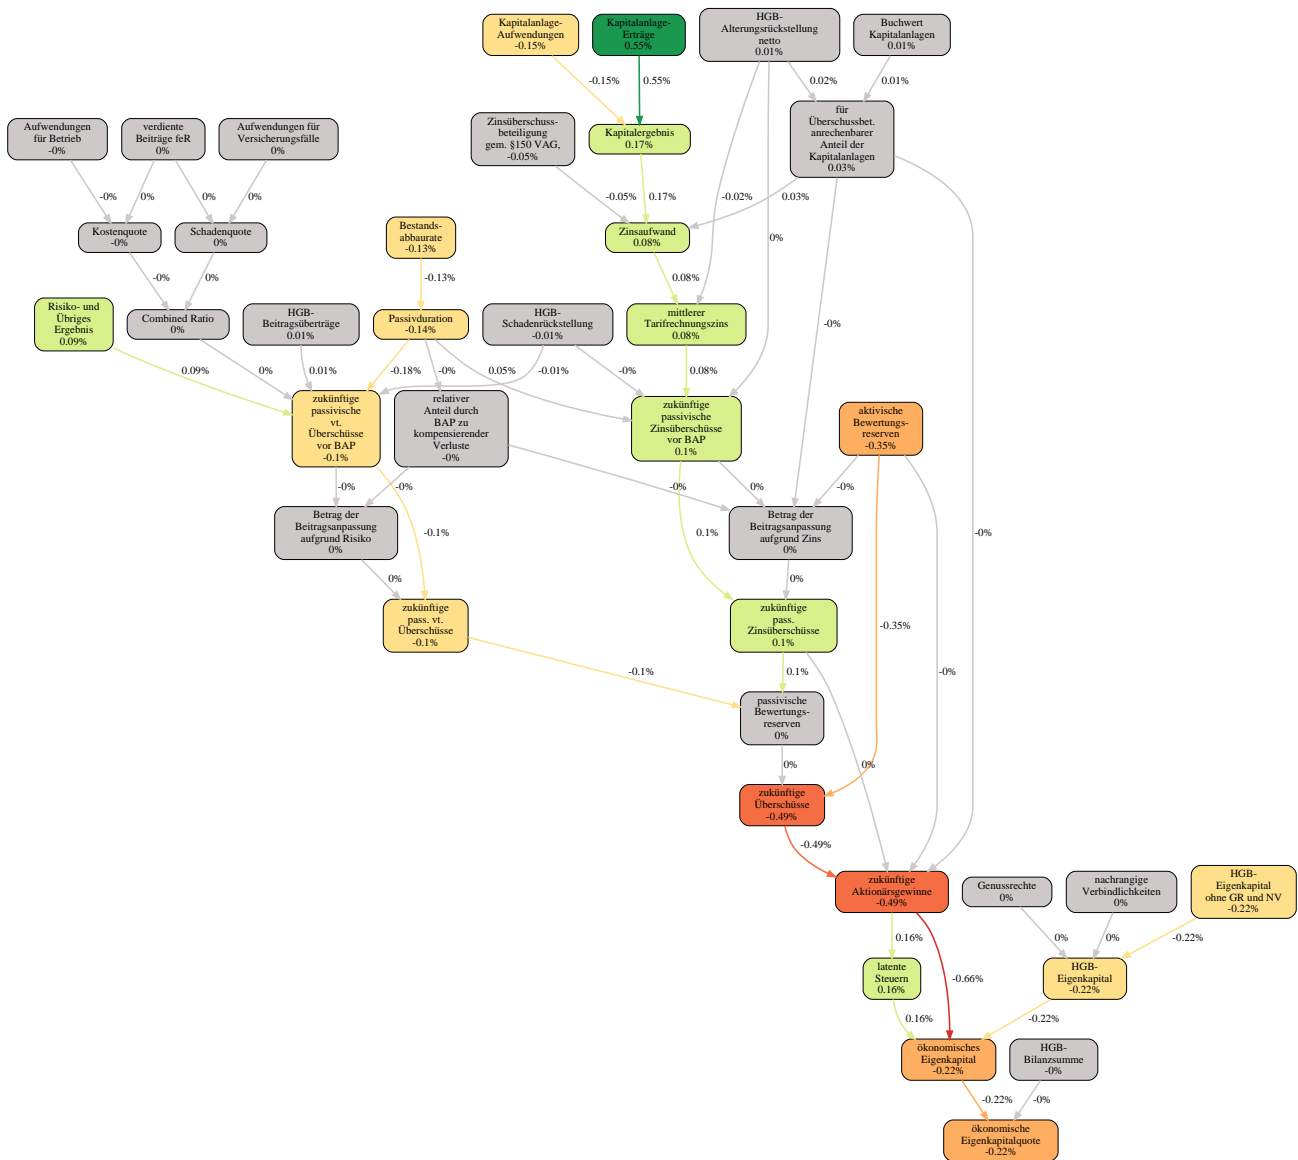 Kapitalanlage-
Aufwendungen
-0.15%
Kapitalanlage-
Erträge
0.55%
HGB-
Alterungsrückstellung
netto
0.01%
Buchwert
Kapitalanlagen
0.01%
-0.15%
0.55%
0.02%
0.01%
Aufwendungen
für Betrieb
-0%
verdiente
Beiträge feR
0%
Aufwendungen für
Versicherungsfälle
0%
Zinsüberschuss-
beteiligung
gem. §150 VAG,
-0.05%
Kapitalergebnis
0.17%
für
Überschussbet.
anrechenbarer
Anteil der
Kapitalanlagen
0.03%
-0%
0%
0%
0%
-0.05%
0.17%
-0.02%
0.03%
0%
Kostenquote
-0%
Schadenquote
0%
Bestands-
abbaurate
-0.13%
Zinsaufwand
0.08%
-0%
0%
-0.13%
0.08%
-0%
Risiko- und
Übriges
Ergebnis
0.09%
Combined Ratio
0%
HGB-
Beitragsüberträge
0.01%
Passivduration
-0.14%
HGB-
Schadenrückstellung
-0.01%
mittlerer
Tarifrechnungszins
0.08%
0.09%
0%
0.01%
-0.18%
-0%
0.05%
-0.01%
-0%
0.08%
zukünftige
passivische
vt.
Überschüsse
vor BAP
-0.1%
relativer
Anteil durch
BAP zu
kompensierender
Verluste
-0%
zukünftige
passivische
Zinsüberschüsse
vor BAP
0.1%
aktivische
Bewertungs-
reserven
-0.35%
-0%
-0%
-0.1%
-0%
0%
-0%
0.1%
-0%
Betrag der
Beitragsanpassung
aufgrund Risiko
0%
Betrag der
Beitragsanpassung
aufgrund Zins
0%
0%
0%
zukünftige
pass. vt.
Überschüsse
-0.1%
zukünftige
pass.
Zinsüberschüsse
0.1%
-0.35%
-0.1%
0.1%
-0%
passivische
Bewertungs-
reserven
0%
0%
0%
zukünftige
Überschüsse
-0.49%
-0.49%
zukünftige
Aktionärsgewinne
-0.49%
Genussrechte
0%
nachrangige
Verbindlichkeiten
0%
HGB-
Eigenkapital
ohne GR und NV
-0.22%
0.16%
-0.66%
0%
0%
-0.22%
latente
Steuern
0.16%
HGB-
Eigenkapital
-0.22%
0.16%
-0.22%
ökonomisches
Eigenkapital
-0.22%
HGB-
Bilanzsumme
-0%
-0.22%
-0%
ökonomische
Eigenkapitalquote
-0.22%